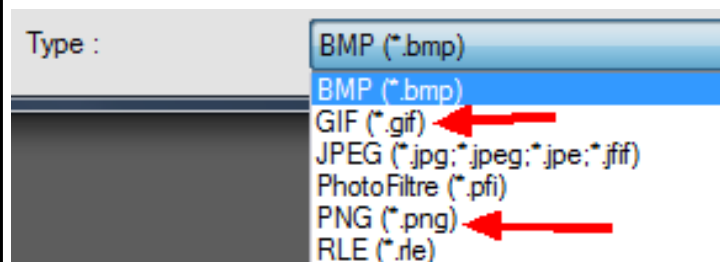 Type :
BMP (*.bmp)
BMP (*.bmp)
GIF (*.gif)
JPEG (*.jpg;*.jpeg;*.jpe;*.jfif)
PhotoFiltre (*.pfi)
PNG (*.png)
RLE (*.rle)